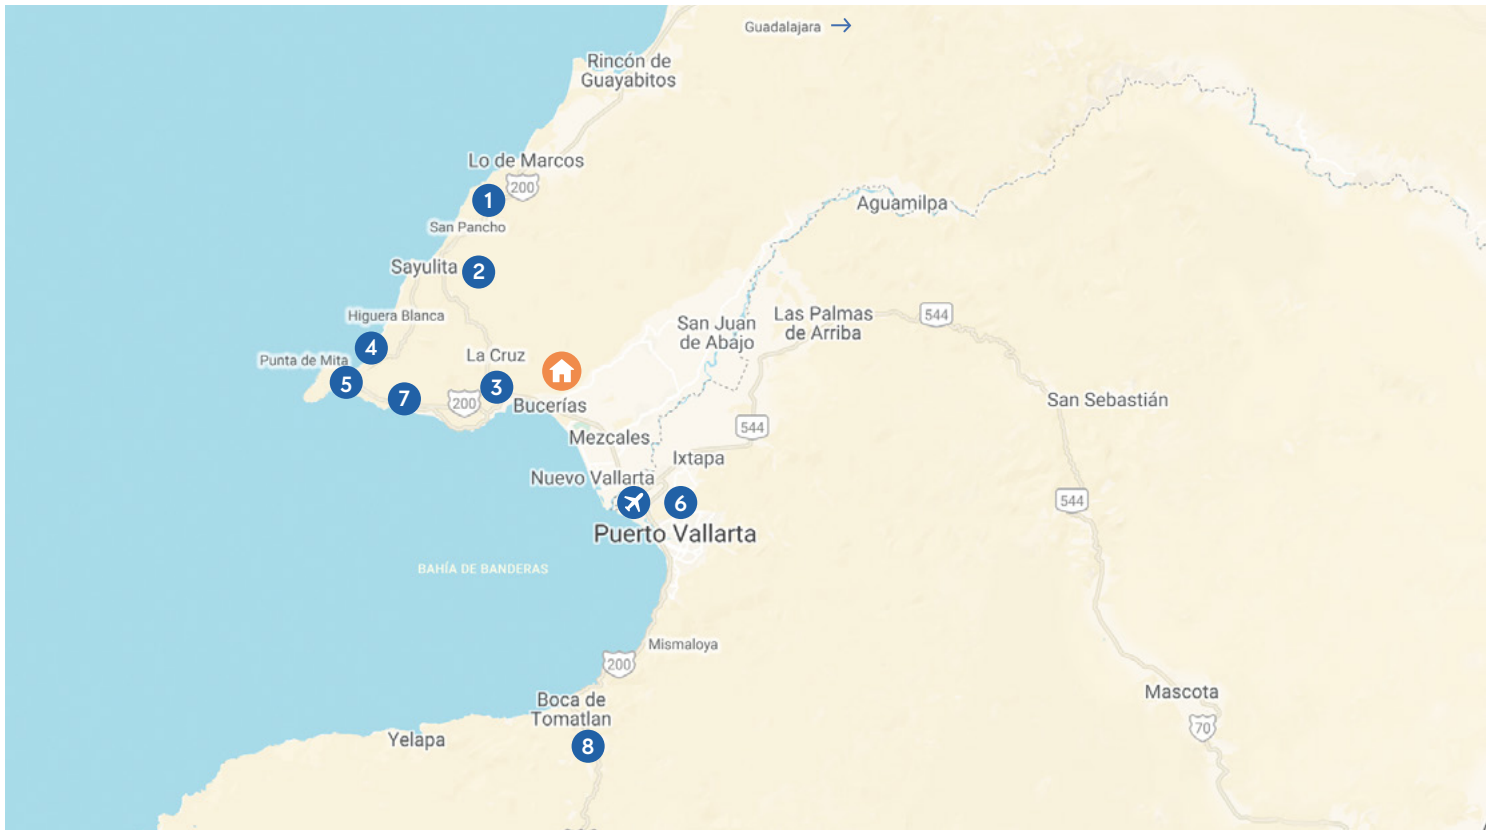 Guadalajara
Rincón de
Guayabitos
Lo de Marcos
200
1
San Pancho
Aguamilpa
Sayulita
2
Higuera Blanca
San Juan
de Abajo
Las Palmas
de Arriba
544
4
Punta de Mita
La Cruz
5
3
7
200
Bucerías
San Sebastián
544
Mezcales
Ixtapa
Nuevo Vallarta
6
544
Puerto Vallarta
BAHÍA DE BANDERAS
Mismaloya
200
Boca de
Tomatlan
Mascota
70
Yelapa
8